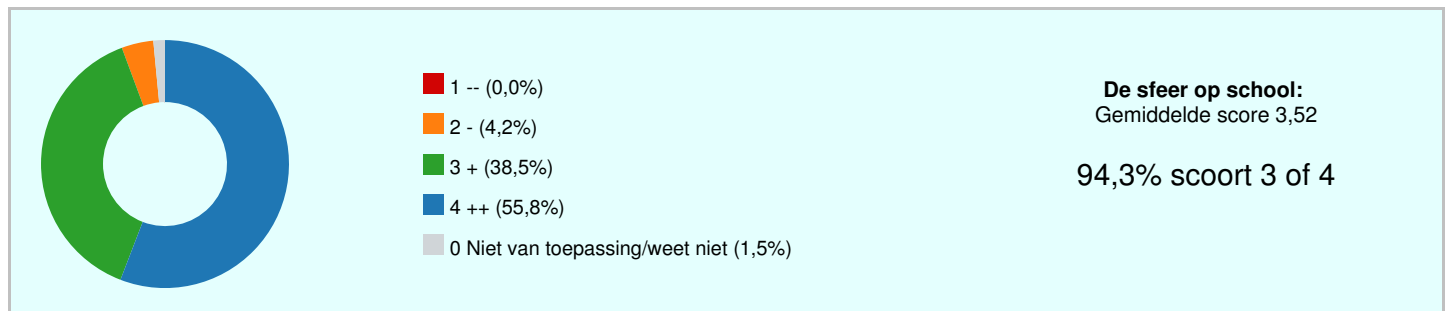 1 -- (0,0%)
2 - (4,2%)
3 + (38,5%)
4 ++ (55,8%)
0 Niet van toepassing/weet niet (1,5%)
De sfeer op school:
Gemiddelde score 3,52
94,3% scoort 3 of 4